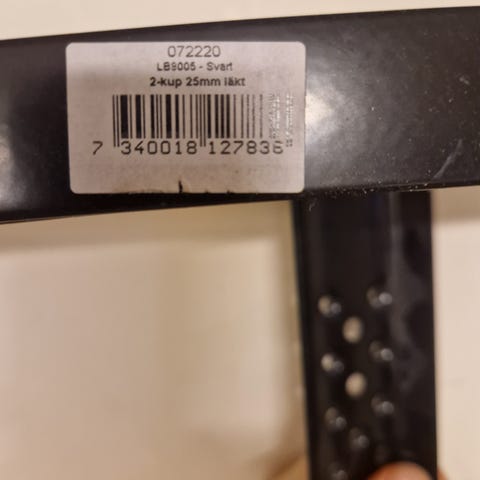 072220
LB9005 - Svart
2-kup 25mm läkt
7 340018 127836